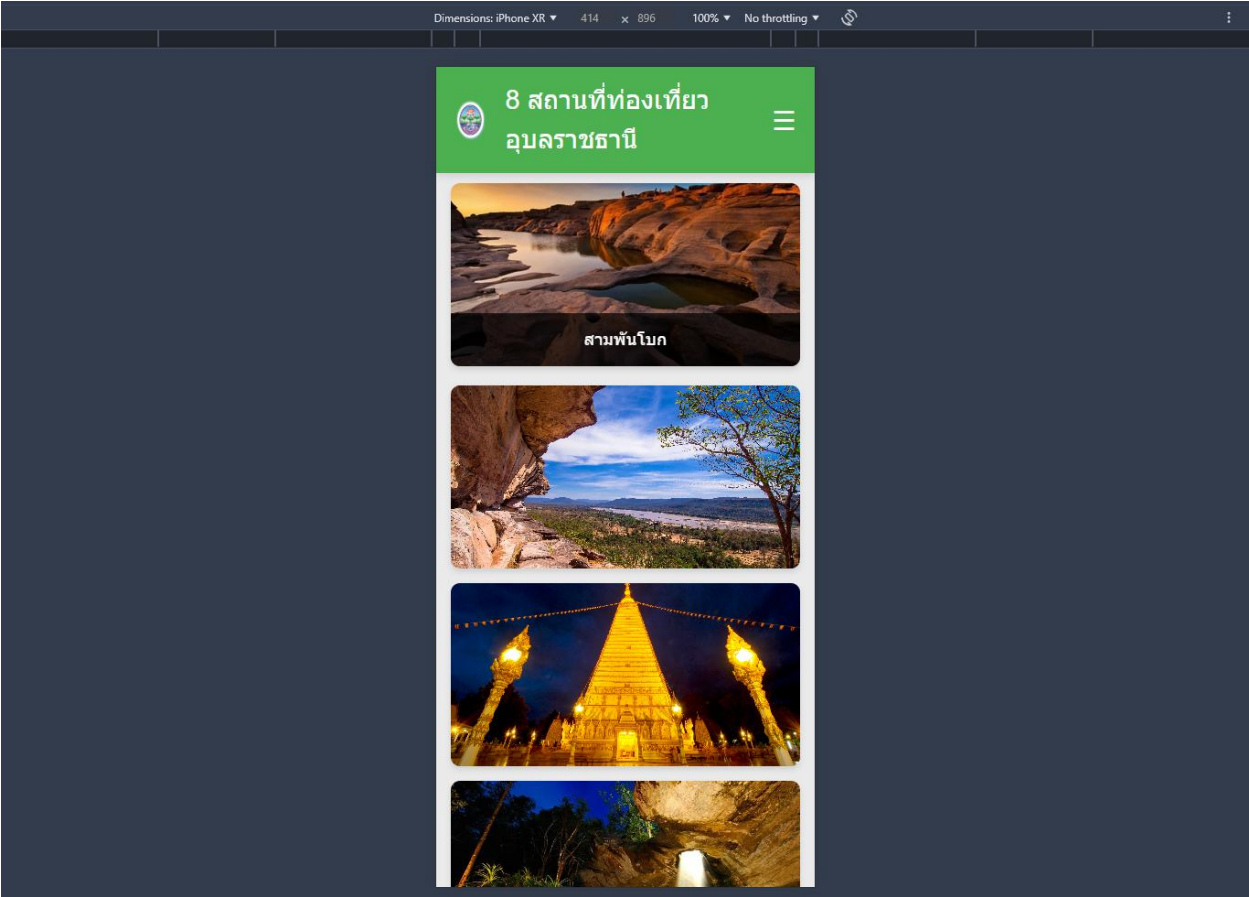 Dimensions: iPhone XR ▼ 414 x 896 100% ▼ No throttling ▼
8 สถานที่ท่องเที่ยว
อุบลราชธานี
สามพันโบก